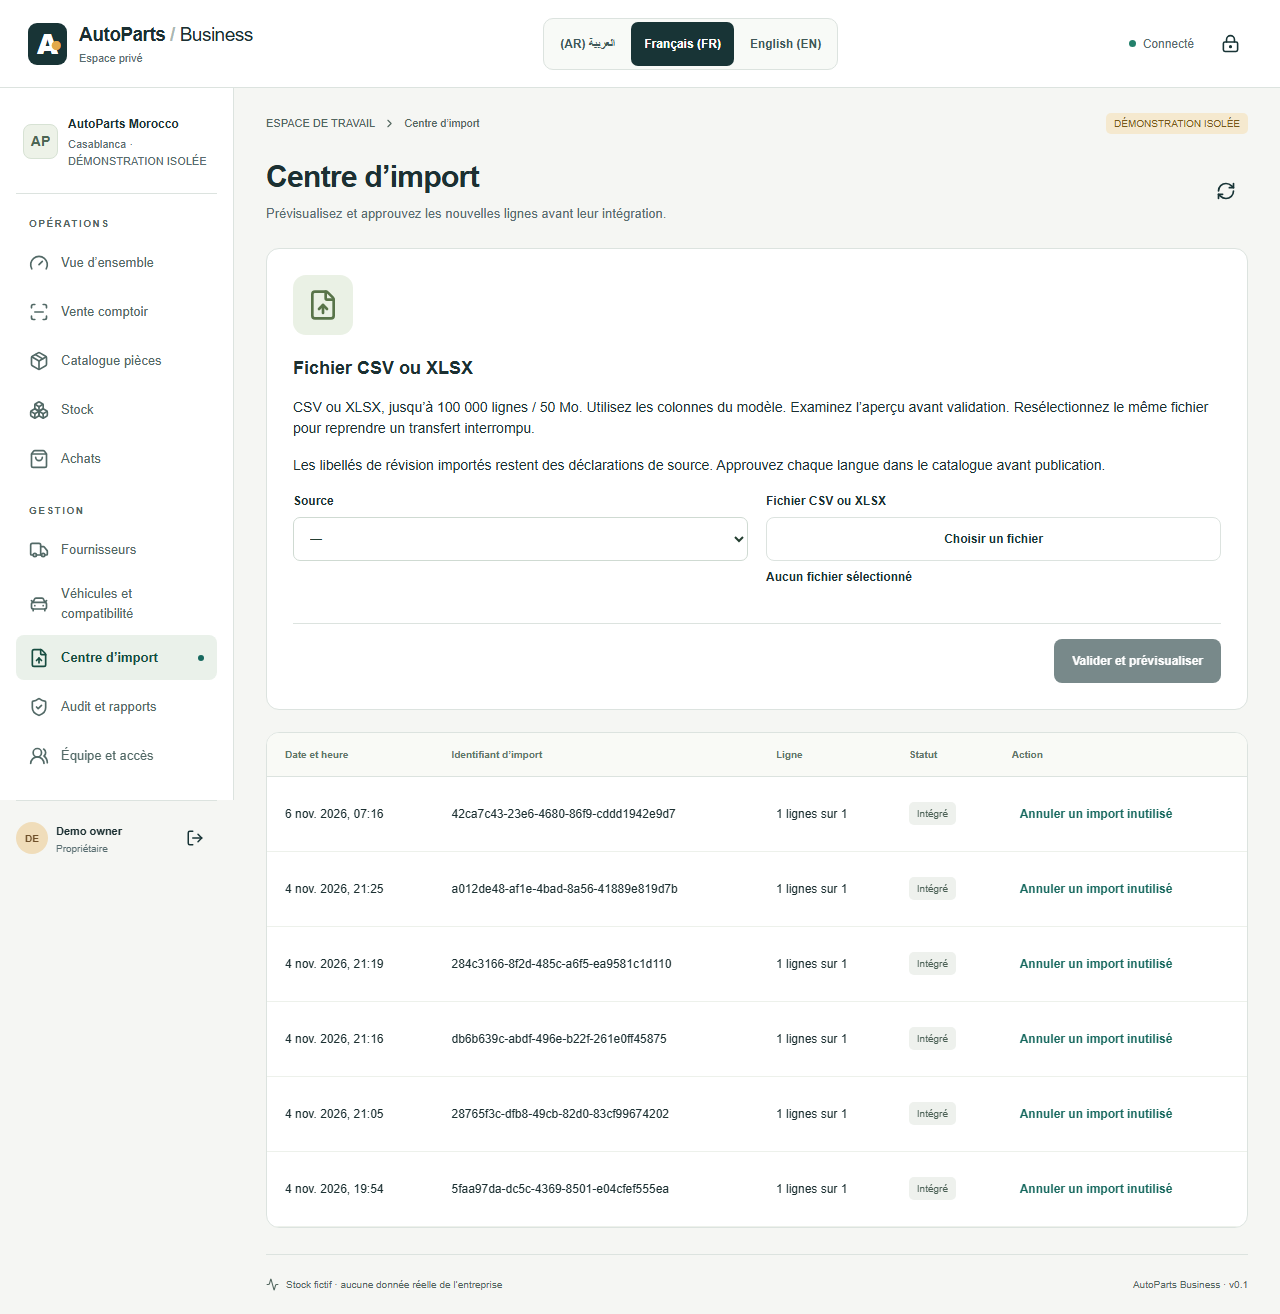 AutoParts / Business
Espace privé
(AR) العربية
Français (FR)
English (EN)
Connecté
AP
AutoParts Morocco
Casablanca ·
DÉMONSTRATION ISOLÉE
OPÉRATIONS
Vue d’ensemble
Vente comptoir
Catalogue pièces
Stock
Achats
GESTION
Fournisseurs
Véhicules et
compatibilité
Centre d’import
Audit et rapports
Équipe et accès
DE
Demo owner
Propriétaire
ESPACE DE TRAVAIL
Centre d’import
DÉMONSTRATION ISOLÉE
Centre d’import
Prévisualisez et approuvez les nouvelles lignes avant leur intégration.
Fichier CSV ou XLSX
CSV ou XLSX, jusqu’à 100 000 lignes / 50 Mo. Utilisez les colonnes du modèle. Examinez l’aperçu avant validation. Resélectionnez le même fichier
pour reprendre un transfert interrompu.
Les libellés de révision importés restent des déclarations de source. Approuvez chaque langue dans le catalogue avant publication.
Source
—
Fichier CSV ou XLSX
Choisir un fichier
Aucun fichier sélectionné
Valider et prévisualiser
Date et heure Identifiant d’import Ligne Statut Action
6 nov. 2026, 07:16 42ca7c43-23e6-4680-86f9-cddd1942e9d7 1 lignes sur 1 Intégré Annuler un import inutilisé
4 nov. 2026, 21:25 a012de48-af1e-4bad-8a56-41889e819d7b 1 lignes sur 1 Intégré Annuler un import inutilisé
4 nov. 2026, 21:19 284c3166-8f2d-485c-a6f5-ea9581c1d110 1 lignes sur 1 Intégré Annuler un import inutilisé
4 nov. 2026, 21:16 db6b639c-abdf-496e-b22f-261e0ff45875 1 lignes sur 1 Intégré Annuler un import inutilisé
4 nov. 2026, 21:05 28765f3c-dfb8-49cb-82d0-83cf99674202 1 lignes sur 1 Intégré Annuler un import inutilisé
4 nov. 2026, 19:54 5faa97da-dc5c-4369-8501-e04cfef555ea 1 lignes sur 1 Intégré Annuler un import inutilisé
Stock fictif · aucune donnée réelle de l’entreprise
AutoParts Business · v0.1